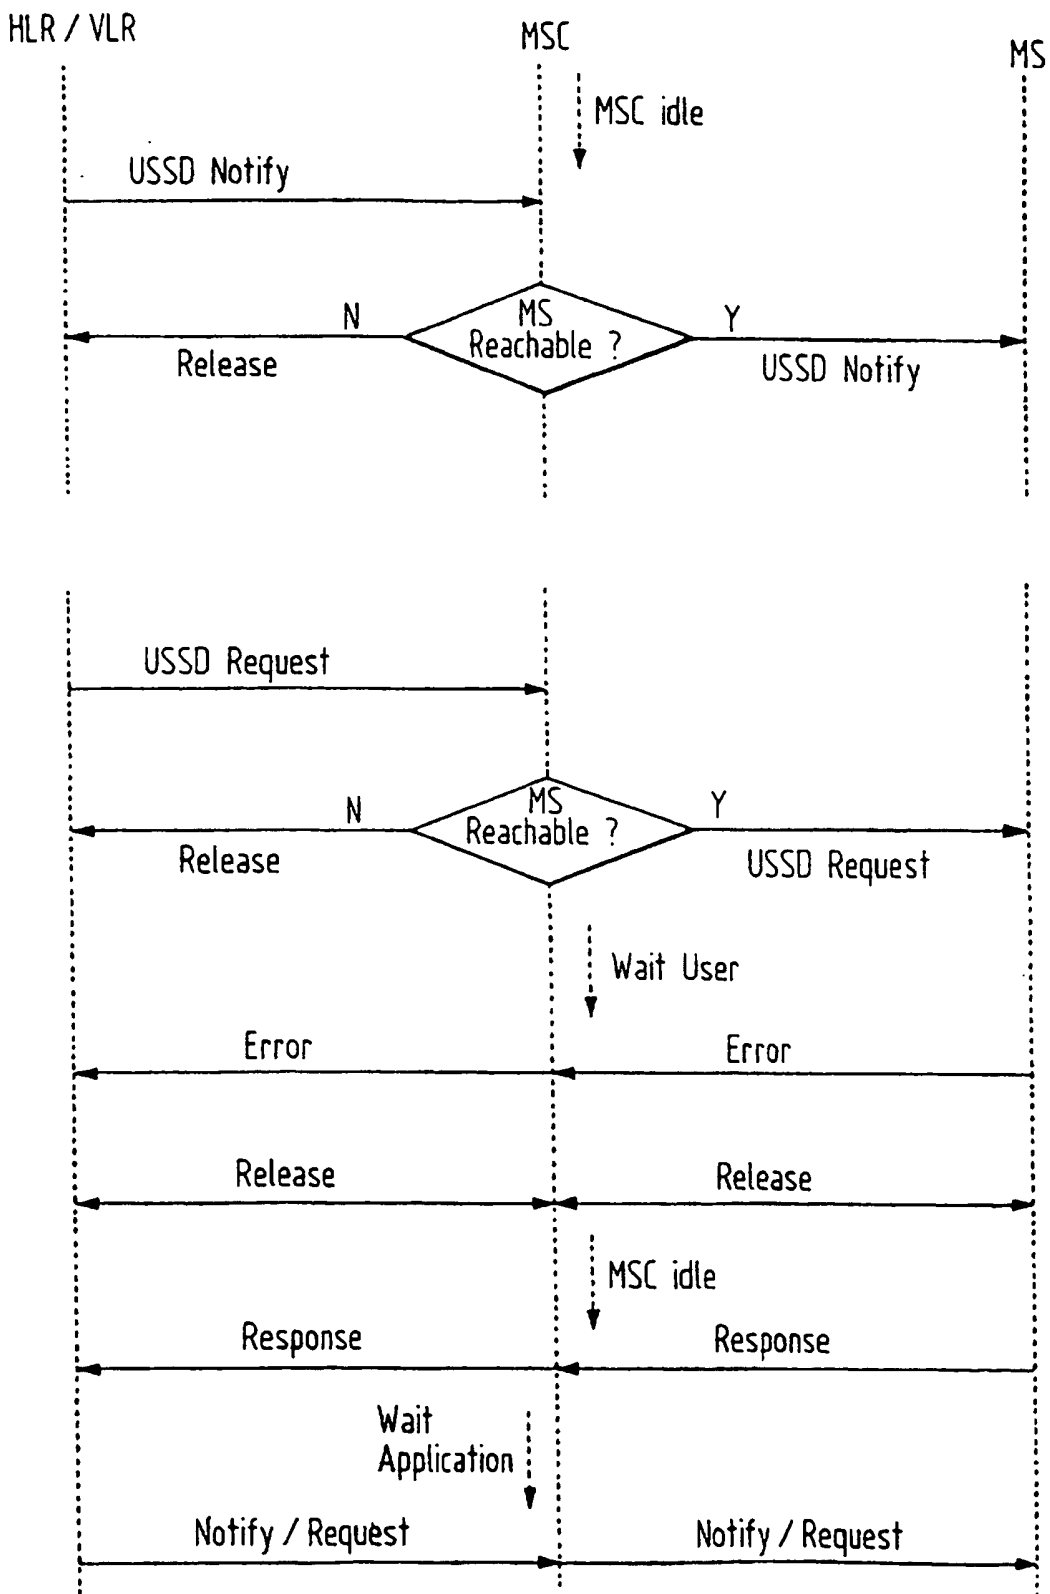 HLR / VLR
MSC
MS
MSC idle
USSD Notify
N
MS
Reachable ?
Y
Release
USSD Notify
USSD Request
N
MS
Reachable ?
Y
Release
USSD Request
Wait User
Error
Error
Release
Release
MSC idle
Response
Response
Wait
Application
Notify / Request
Notify / Request